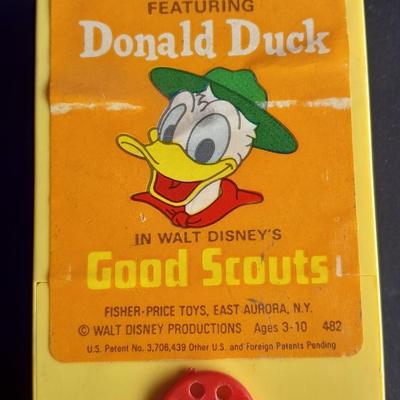 FEATURING
Donald Duck
IN WALT DISNEY'S
Good Scouts
FISHER-PRICE TOYS, EAST AURORA, N.Y.
© WALT DISNEY PRODUCTIONS Ages 3-10 482
U.S. Patent No. 3,706,439 Other U.S. and Foreign Patents Pending